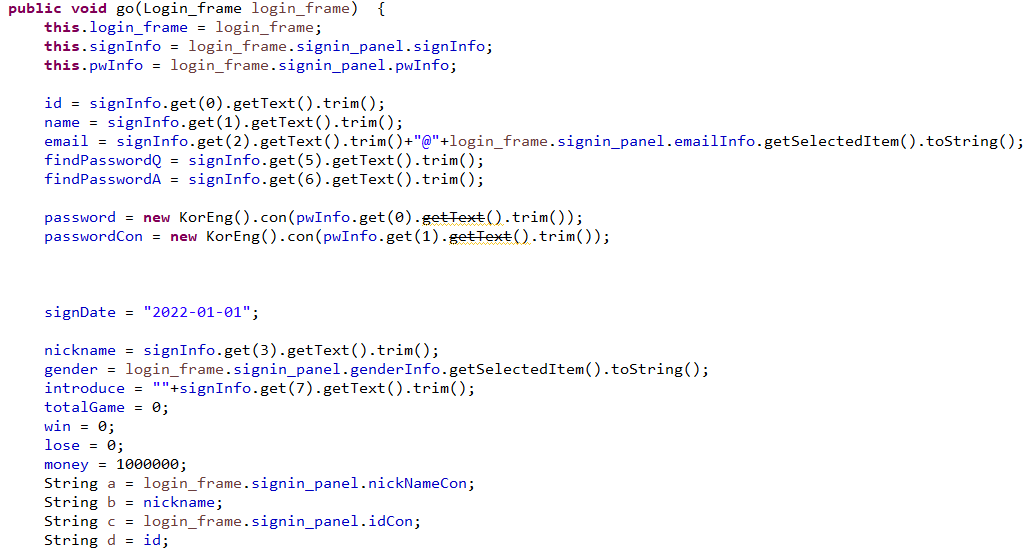 public void go(Login_frame login_frame)  {
    this.login_frame = login_frame;
    this.signInfo = login_frame.signin_panel.signInfo;
    this.pwInfo = login_frame.signin_panel.pwInfo;
    id = signInfo.get(0).getText().trim();
    name = signInfo.get(1).getText().trim();
    email = signInfo.get(2).getText().trim()+"@"+login_frame.signin_panel.emailInfo.getSelectedItem().toString();
    findPasswordQ = signInfo.get(5).getText().trim();
    findPasswordA = signInfo.get(6).getText().trim();
    password = new KorEng().con(pwInfo.get(0).getText().trim());
    passwordCon = new KorEng().con(pwInfo.get(1).getText().trim());
    signDate = "2022-01-01";
    nickname = signInfo.get(3).getText().trim();
    gender = login_frame.signin_panel.genderInfo.getSelectedItem().toString();
    introduce = ""+signInfo.get(7).getText().trim();
    totalGame = 0;
    win = 0;
    lose = 0;
    money = 1000000;
    String a = login_frame.signin_panel.nickNameCon;
    String b = nickname;
    String c = login_frame.signin_panel.idCon;
    String d = id;